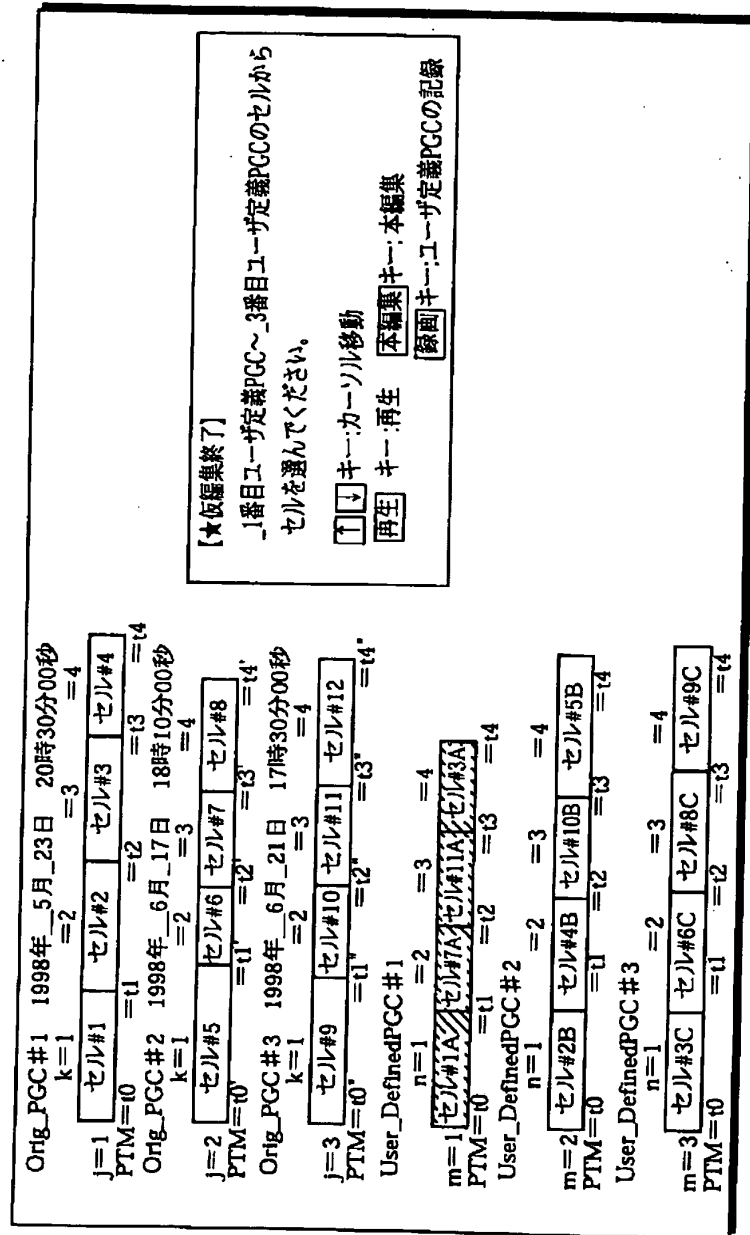 Orig_PGC#1 1998年__5月_23日 20時30分00秒
k=1 =2 =3 =4
j=1 セル#1 セル#2 セル#3 セル#4
PTM=t0 =t1 =t2 =t3 =t4
Orig_PGC#2 1998年__6月_17日 18時10分00秒
k=1 =2 =3 =4
j=2 セル#5 セル#6 セル#7 セル#8
PTM=t0' =t1' =t2' =t3' =t4'
Orig_PGC#3 1998年__6月_21日 17時30分00秒
k=1 =2 =3 =4
j=3 セル#9 セル#10 セル#11 セル#12
PTM=t0" =t1" =t2" =t3" =t4"
User_DefinedPGC#1
n=1 =2 =3 =4
m=1 セル#1A セル#7A セル#11A セル#3A
PTM=t0 =t1 =t2 =t3 =t4
User_DefinedPGC#2
n=1 =2 =3 =4
m=2 セル#2B セル#4B セル#10B セル#5B
PTM=t0 =t1 =t2 =t3 =t4
User_DefinedPGC#3
n=1 =2 =3 =4
m=3 セル#3C セル#6C セル#8C セル#9C
PTM=t0 =t1 =t2 =t3 =t4
【★仮編集終了】
_1番目ユーザ定義PGC～_3番目ユーザ定義PGCのセルから
セルを選んでください。
↑ ↓ キー:カーソル移動
再生 キー:再生 本編集 キー:本編集
録画 キー:ユーザ定義PGCの記録